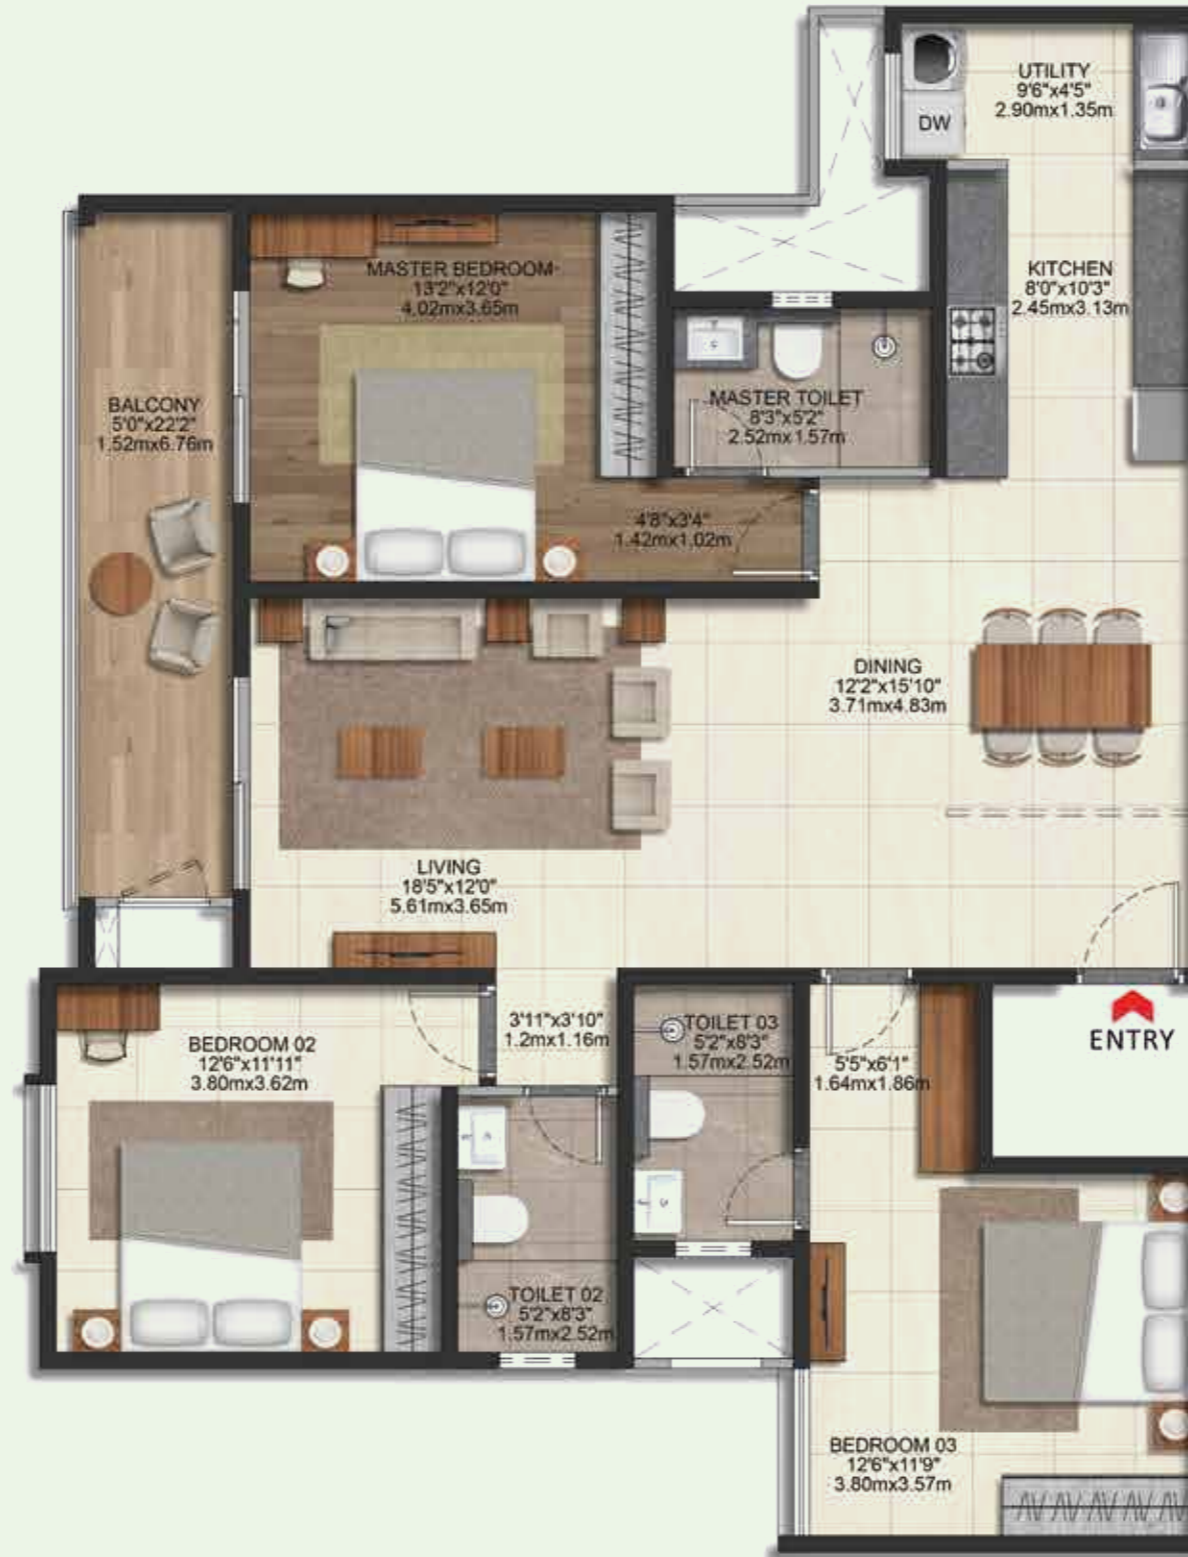 UTILITY
9'6"x4'5"
2.90mx1.35m
DW
MASTER BEDROOM
13'2"x12'0"
4.02mx3.65m
KITCHEN
8'0"x10'3"
2.45mx3.13m
BALCONY
5'0"x22'2"
1.52mx6.76m
MASTER TOILET
8'3"x5'2"
2.52mx1.57m
4'8"x3'4"
1.42mx1.02m
DINING
12'2"x15'10"
3.71mx4.83m
LIVING
18'5"x12'0"
5.61mx3.65m
BEDROOM 02
12'6"x11'11"
3.80mx3.62m
3'11"x3'10"
1.2mx1.16m
TOILET 03
5'2"x8'3"
1.57mx2.52m
5'5"x6'1"
1.64mx1.86m
ENTRY
TOILET 02
5'2"x8'3"
1.57mx2.52m
BEDROOM 03
12'6"x11'9"
3.80mx3.57m